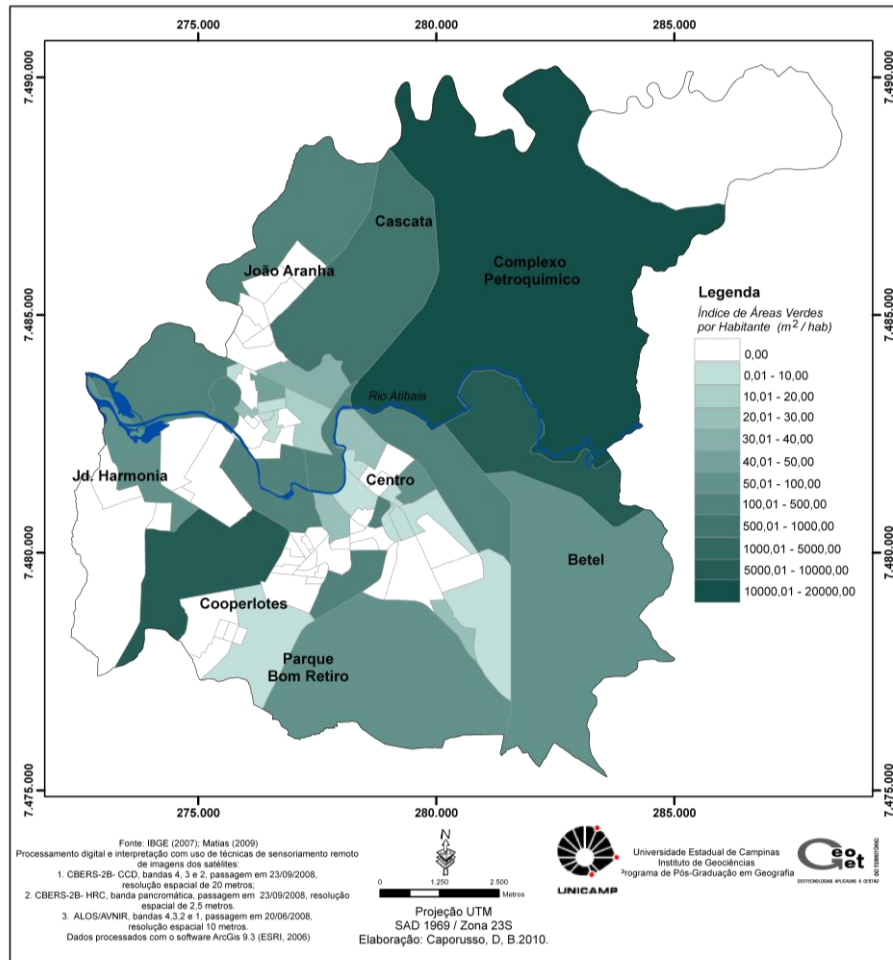 275.000 280.000 285.000
7.490.000
7.490.000
Cascata
Complexo
Petroquímico
João Aranha
Legenda
Índice de Áreas Verdes
por Habitante (m2 / hab)
7.485.000
7.485.000
0,00
0,01 - 10,00
10,01 - 20,00
20,01 - 30,00
30,01 - 40,00
40,01 - 50,00
50,01 - 100,00
100,01 - 500,00
500,01 - 1000,00
1000,01 - 5000,00
5000,01 - 10000,00
10000,01 - 20000,00
Rio Atibaia
Jd. Harmonia
Centro
7.480.000
7.480.000
Betel
Cooperlotes
Parque
Bom Retiro
7.475.000
7.475.000
275.000 280.000 285.000
Fonte: IBGE (2007); Matias (2009)
Processamento digital e interpretação com uso de técnicas de sensoriamento remoto
de imagens dos satélites:
1. CBERS-2B- CCD, bandas 4, 3 e 2, passagem em 23/09/2008,
resolução espacial de 20 metros;
2. CBERS-2B- HRC, banda pancromática, passagem em 23/09/2008, resolução
espacial de 2,5 metros.
3. ALOS/AVNIR, bandas 4,3,2 e 1, passagem em 20/06/2008,
resolução espacial 10 metros.
Dados processados com o software ArcGis 9.3 (ESRI, 2006)
N
0 1.250 2.500
Metros
Projeção UTM
SAD 1969 / Zona 23S
Elaboração: Caporusso, D, B.2010.
UNICAMP
Universidade Estadual de Campinas
Instituto de Geociências
Programa de Pós-Graduação em Geografia
Geoget
GEOTECNOLOGIAS APLICADAS À GESTÃO
DO TERRITÓRIO